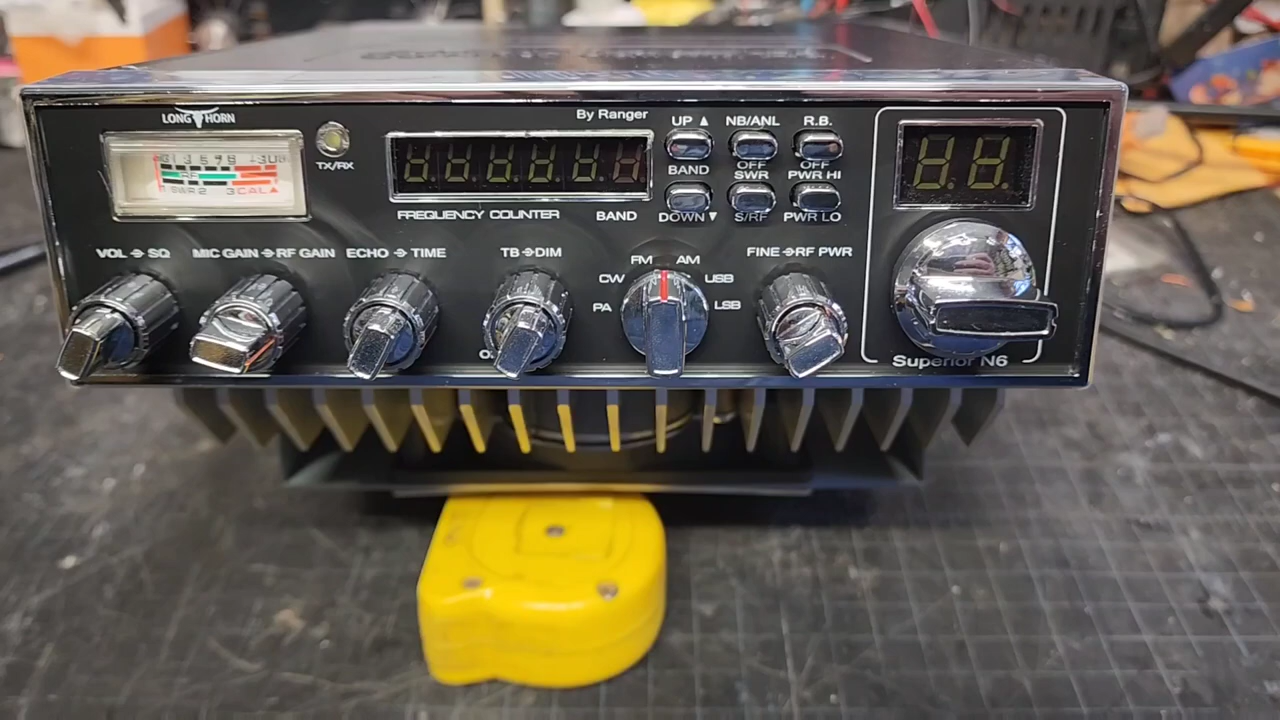 LONG HORN
By Ranger
UP ▲ NB/ANL R.B.
TX/RX
BAND OFF OFF
SWR PWR HI
FREQUENCY COUNTER BAND
DOWN ▼ S/RF PWR LO
VOL → SQ MIC GAIN → RF GAIN ECHO → TIME TB → DIM FINE → RF PWR
FM AM
CW USB
PA LSB
Superior N6